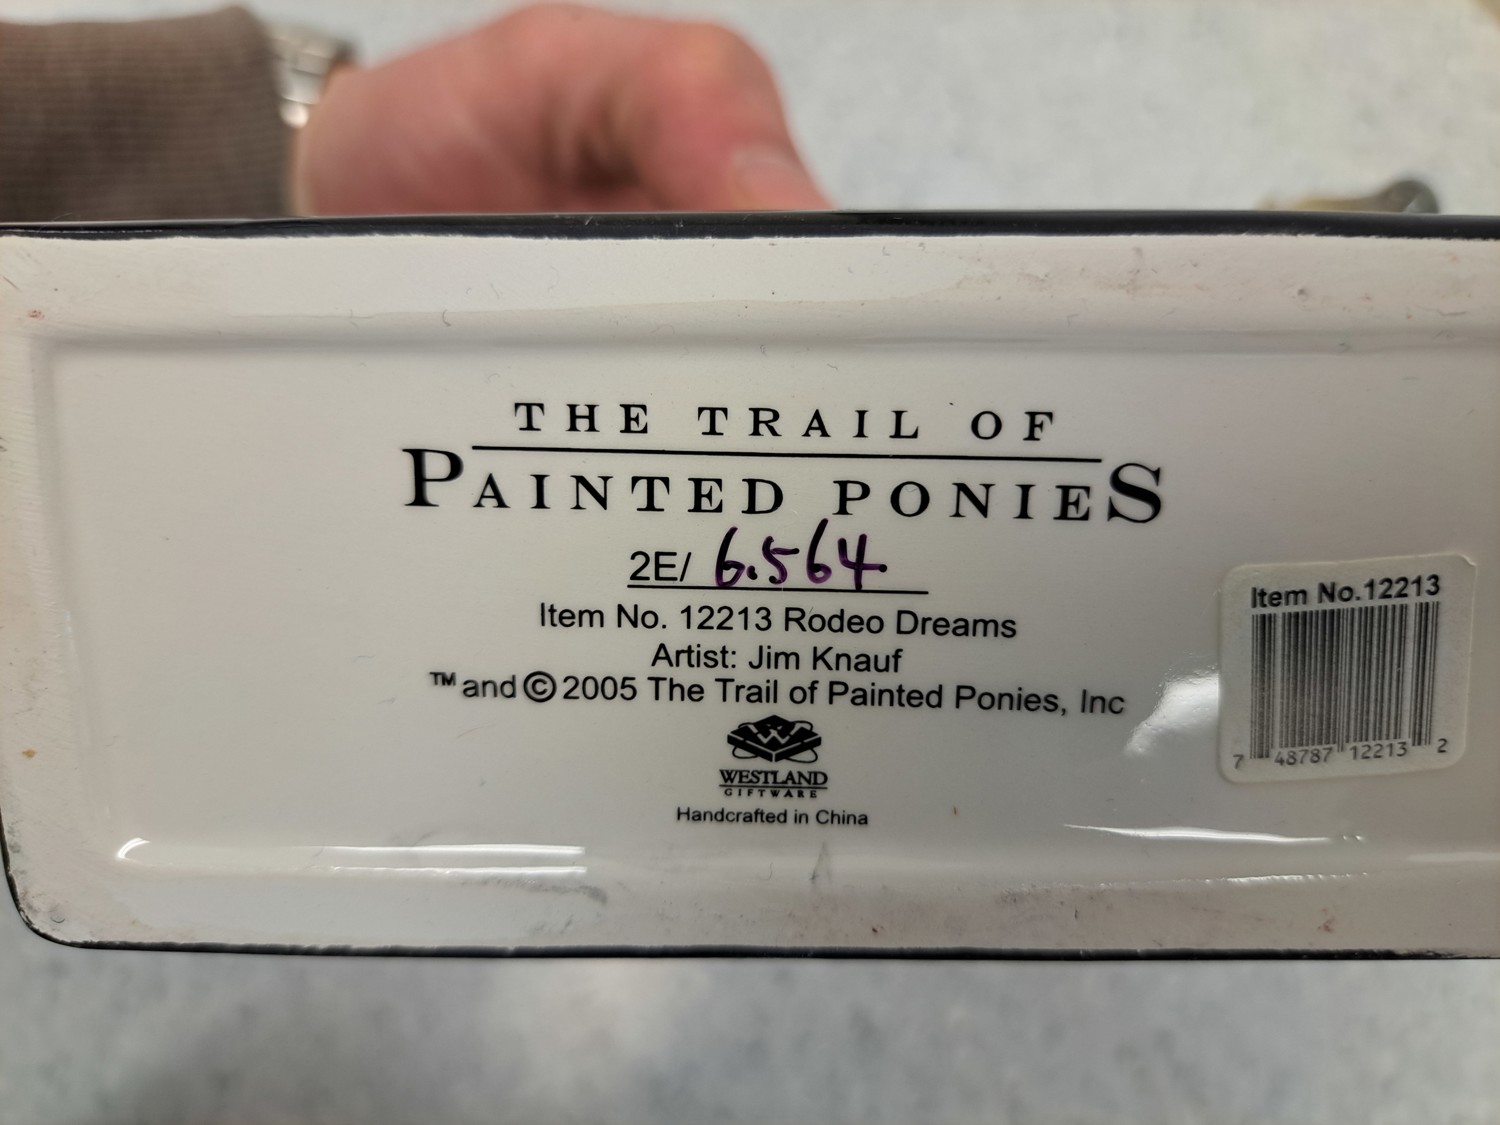 THE TRAIL OF
PAINTED PONIES
2E/ 6.564
Item No. 12213 Rodeo Dreams
Artist: Jim Knauf
™ and © 2005 The Trail of Painted Ponies, Inc
WESTLAND
GIFTWARE
Handcrafted in China
Item No.12213
7 48787 12213 2